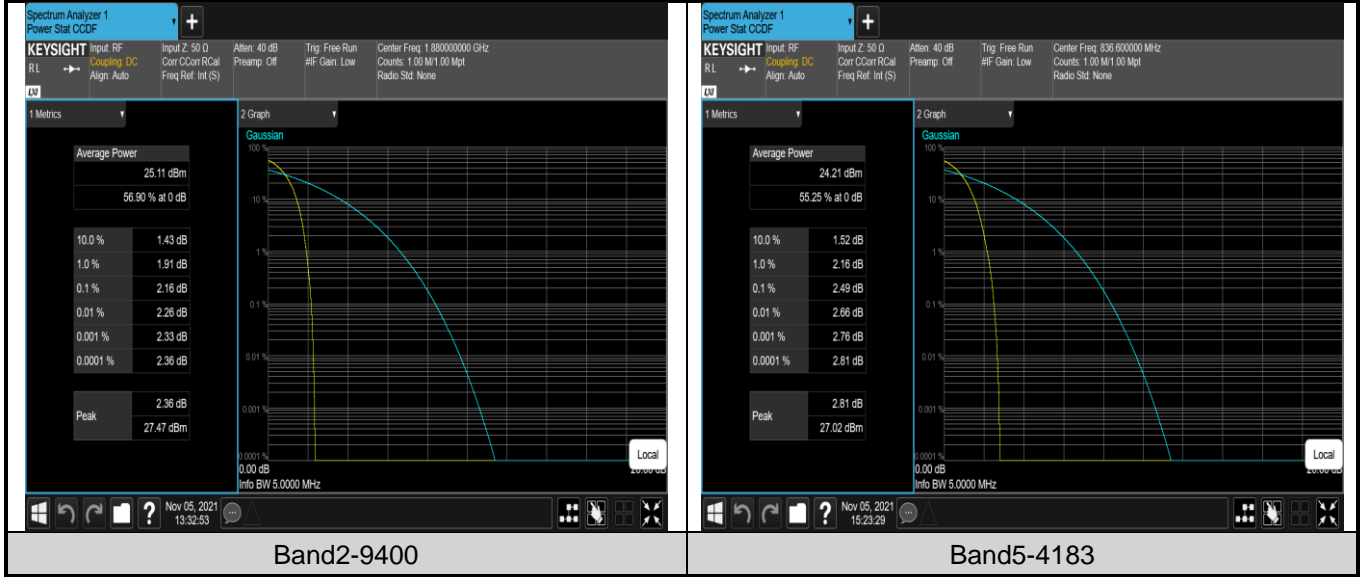 Spectrum Analyzer 1
Power Stat CCDF
KEYSIGHT
Input: RF
Coupling: DC
Align: Auto
Input Z: 50 Ω
Corr CCorr RCal
Freq Ref: Int (S)
Atten: 40 dB
Preamp: Off
Trig: Free Run
#IF Gain: Low
Center Freq: 1.880000000 GHz
Counts: 1.00 M/1.00 Mpt
Radio Std: None
R L
LXI
1 Metrics
Average Power
25.11 dBm
56.90 % at 0 dB
10.0 % 1.43 dB
1.0 % 1.91 dB
0.1 % 2.16 dB
0.01 % 2.26 dB
0.001 % 2.33 dB
0.0001 % 2.36 dB
Peak
2.36 dB
27.47 dBm
2 Graph
Gaussian
100 %
10 %
1 %
0.1 %
0.01 %
0.001 %
0.0001 %
0.00 dB
Info BW 5.0000 MHz
Local
?
Nov 05, 2021
13:32:53
Band2-9400
Spectrum Analyzer 1
Power Stat CCDF
KEYSIGHT
Input: RF
Coupling: DC
Align: Auto
Input Z: 50 Ω
Corr CCorr RCal
Freq Ref: Int (S)
Atten: 40 dB
Preamp: Off
Trig: Free Run
#IF Gain: Low
Center Freq: 836.600000 MHz
Counts: 1.00 M/1.00 Mpt
Radio Std: None
R L
LXI
1 Metrics
Average Power
24.21 dBm
55.25 % at 0 dB
10.0 % 1.52 dB
1.0 % 2.16 dB
0.1 % 2.49 dB
0.01 % 2.66 dB
0.001 % 2.76 dB
0.0001 % 2.81 dB
Peak
2.81 dB
27.02 dBm
2 Graph
Gaussian
100 %
10 %
1 %
0.1 %
0.01 %
0.001 %
0.0001 %
0.00 dB
Info BW 5.0000 MHz
Local
?
Nov 05, 2021
15:23:29
Band5-4183